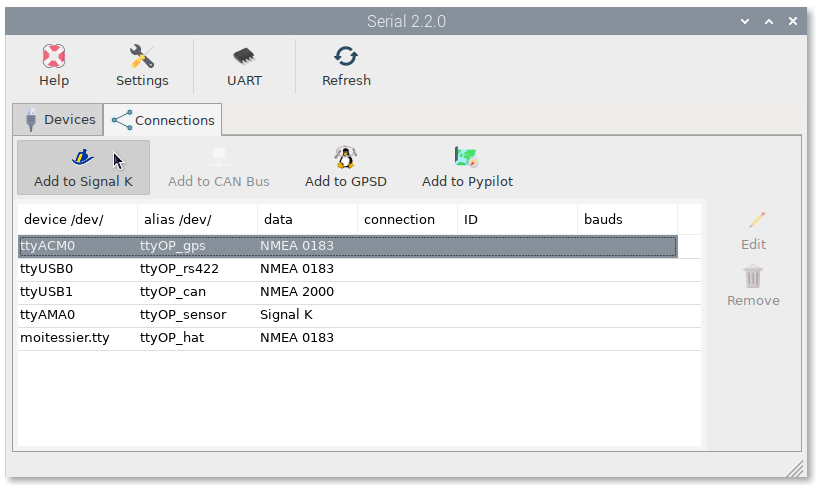 Serial 2.2.0
Help Settings UART Refresh
Devices Connections
Add to Signal K Add to CAN Bus Add to GPSD Add to Pypilot
device /dev/ alias /dev/ data connection ID bauds
ttyACM0 ttyOP_gps NMEA 0183
ttyUSB0 ttyOP_rs422 NMEA 0183
ttyUSB1 ttyOP_can NMEA 2000
ttyAMA0 ttyOP_sensor Signal K
moitessier.tty ttyOP_hat NMEA 0183
Edit
Remove